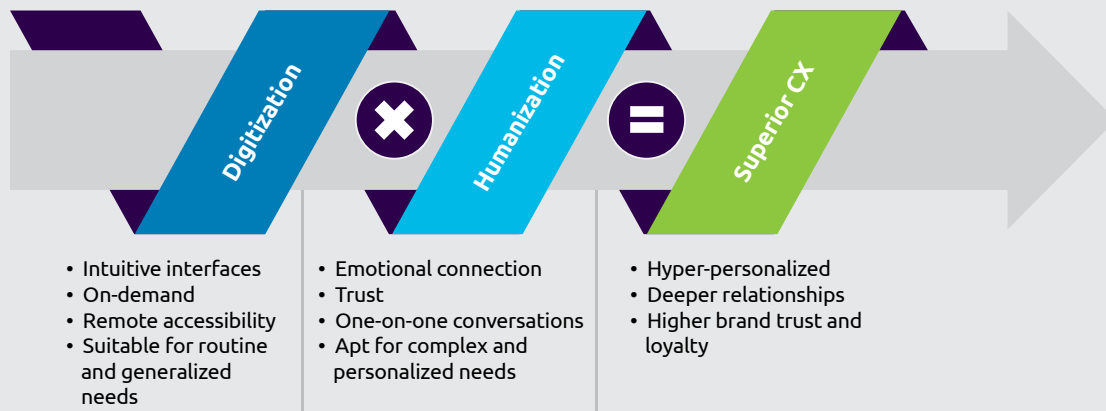 Digitization
Humanization
Superior CX
• Intuitive interfaces
• On-demand
• Remote accessibility
• Suitable for routine
and generalized
needs
• Emotional connection
• Trust
• One-on-one conversations
• Apt for complex and
personalized needs
• Hyper-personalized
• Deeper relationships
• Higher brand trust and
loyalty